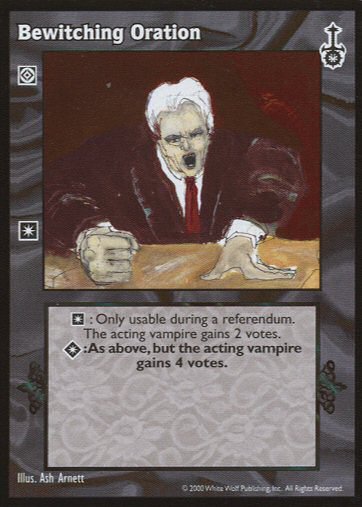 Bewitching Oration
: Only usable during a referendum.
The acting vampire gains 2 votes.
:As above, but the acting vampire
gains 4 votes.
Illus. Ash Arnett
© 2000 White Wolf Publishing, Inc. All Rights Reserved.